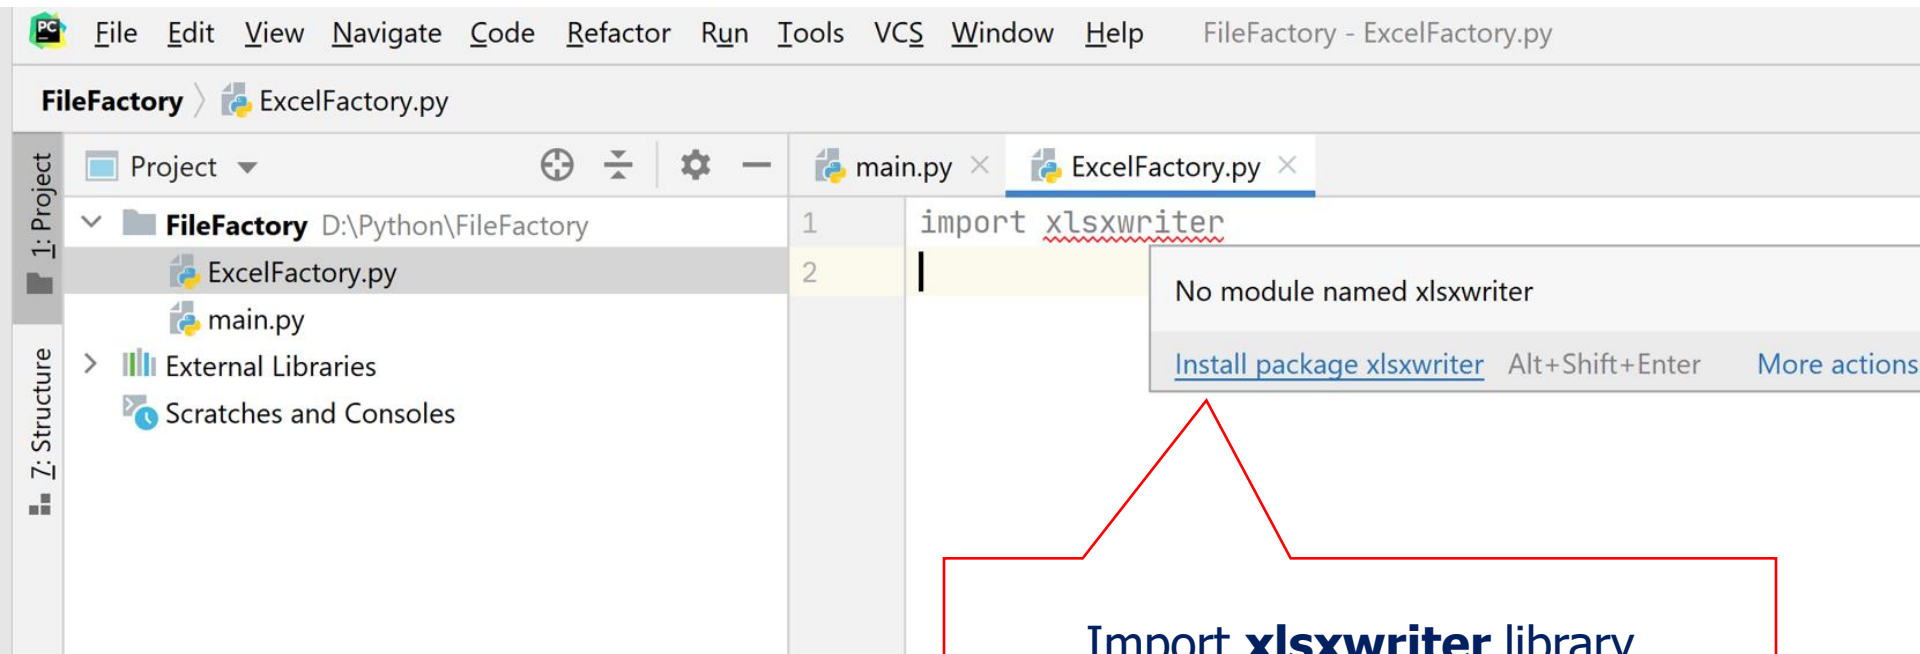 PC File Edit View Navigate Code Refactor Run Tools VCS Window Help FileFactory - ExcelFactory.py
FileFactory ExcelFactory.py
1: Project
Project
main.py ExcelFactory.py
FileFactory D:\Python\FileFactory
ExcelFactory.py
main.py
External Libraries
Scratches and Consoles
7: Structure
1 import xlsxwriter
2
No module named xlsxwriter
Install package xlsxwriter Alt+Shift+Enter More actions
Import xlsxwriter library